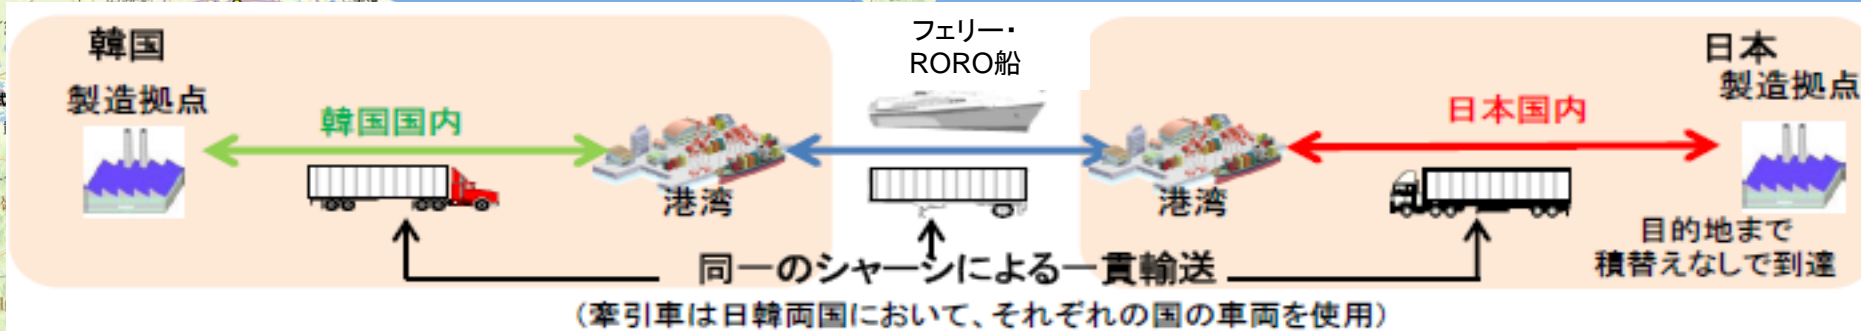 韓国
製造拠点
韓国国内
港湾
フェリー・
RORO船
港湾
日本国内
日本
製造拠点
目的地まで
積替えなしで到達
同一のシャーシによる一貫輸送
（牽引車は日韓両国において、それぞれの国の車両を使用）